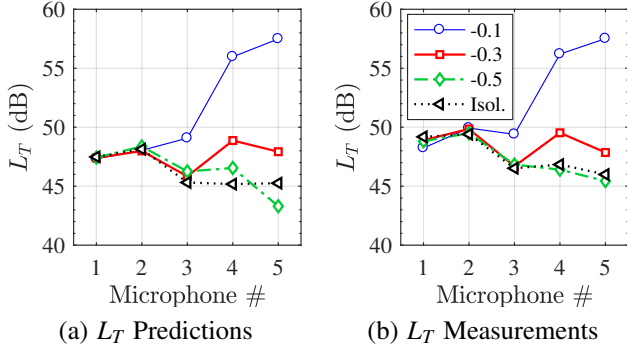 60
55
50
45
40
L_T (dB)
1 2 3 4 5
Microphone #
(a) L_T Predictions
60
55
50
45
40
L_T (dB)
-0.1
-0.3
-0.5
Isol.
1 2 3 4 5
Microphone #
(b) L_T Measurements